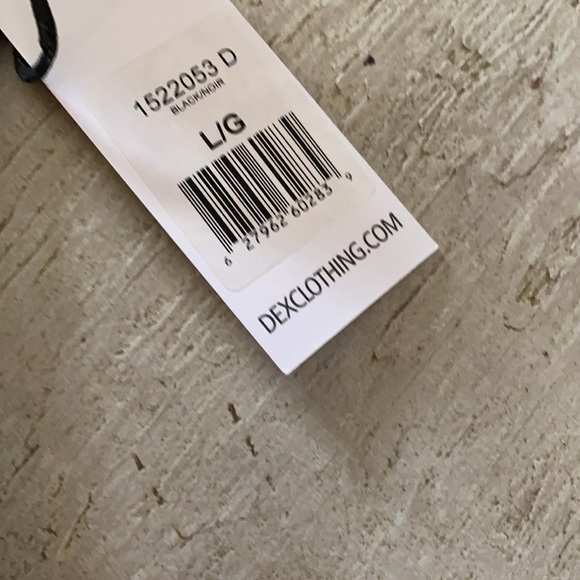 1522053 D
BLACK/NOIR
L/G
6 27962 60283 9
DEXCLOTHING.COM